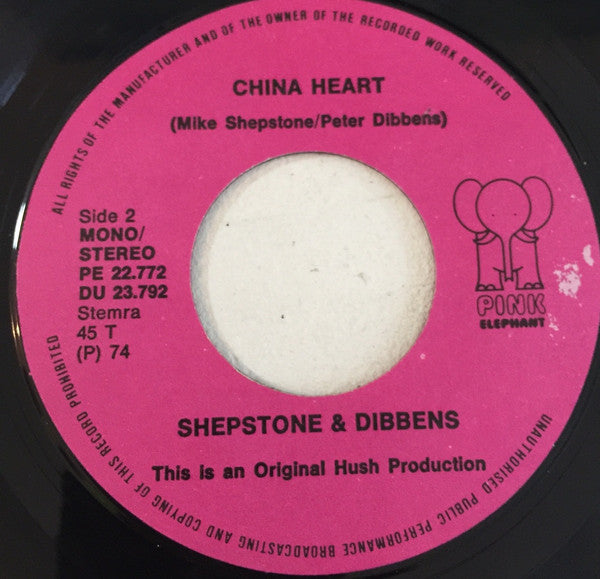 ALL RIGHTS OF THE MANUFACTURER AND OF THE OWNER OF THE RECORDED WORK RESERVED
CHINA HEART
(Mike Shepstone/Peter Dibbens)
Side 2
MONO/
STEREO
PE 22.772
DU 23.792
Stemra
45 T
(P) 74
PINK
ELEPHANT
SHEPSTONE & DIBBENS
This is an Original Hush Production
UNAUTHORISED PUBLIC PERFORMANCE BROADCASTING AND COPYING OF THIS RECORD PROHIBITED